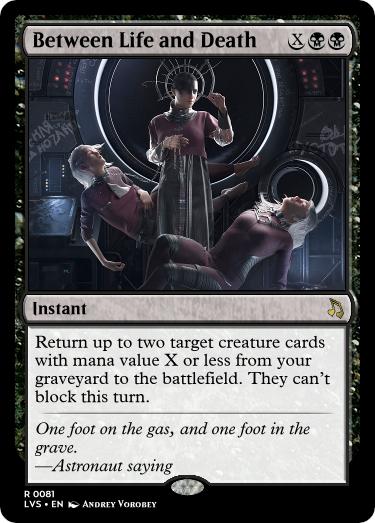 Between Life and Death X
Instant
Return up to two target creature cards
with mana value X or less from your
graveyard to the battlefield. They can't
block this turn.
One foot on the gas, and one foot in the
grave.
—Astronaut saying
R 0081
LVS • EN Andrey Vorobey